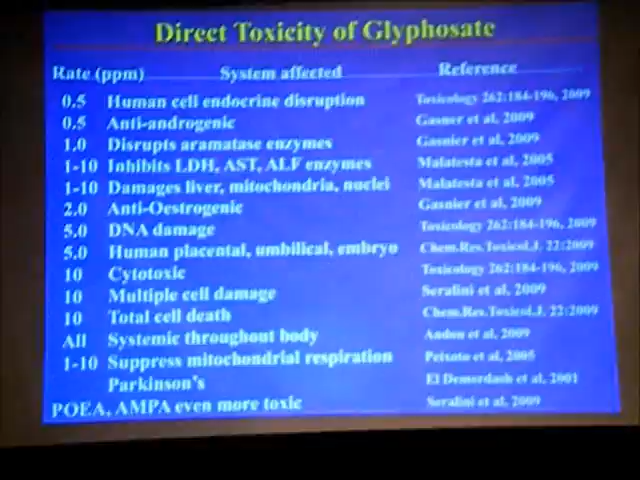 Direct Toxicity of Glyphosate
Rate (ppm) System affected Reference
0.5 Human cell endocrine disruption Toxicology 262:184-196, 2009
0.5 Anti-androgenic Gasner et al, 2009
1.0 Disrupts aramatase enzymes Gasnier et al, 2009
1-10 Inhibits LDH, AST, ALF enzymes Malatesta et al, 2005
1-10 Damages liver, mitochondria, nuclei Malatesta et al, 2005
2.0 Anti-Oestrogenic Gasnier et al, 2009
5.0 DNA damage Toxicology 262:184-196, 2009
5.0 Human placental, umbilical, embryo Chem.Res.Toxicol.J. 22:2009
10 Cytotoxic Toxicology 262:184-196, 2009
10 Multiple cell damage Seralini et al, 2009
10 Total cell death Chem.Res.Toxicol.J. 22:2009
All Systemic throughout body Andon et al, 2009
1-10 Suppress mitochondrial respiration Peixoto et al, 2005
Parkinson's El Demerdash et al, 2001
POEA, AMPA even more toxic Seralini et al, 2009